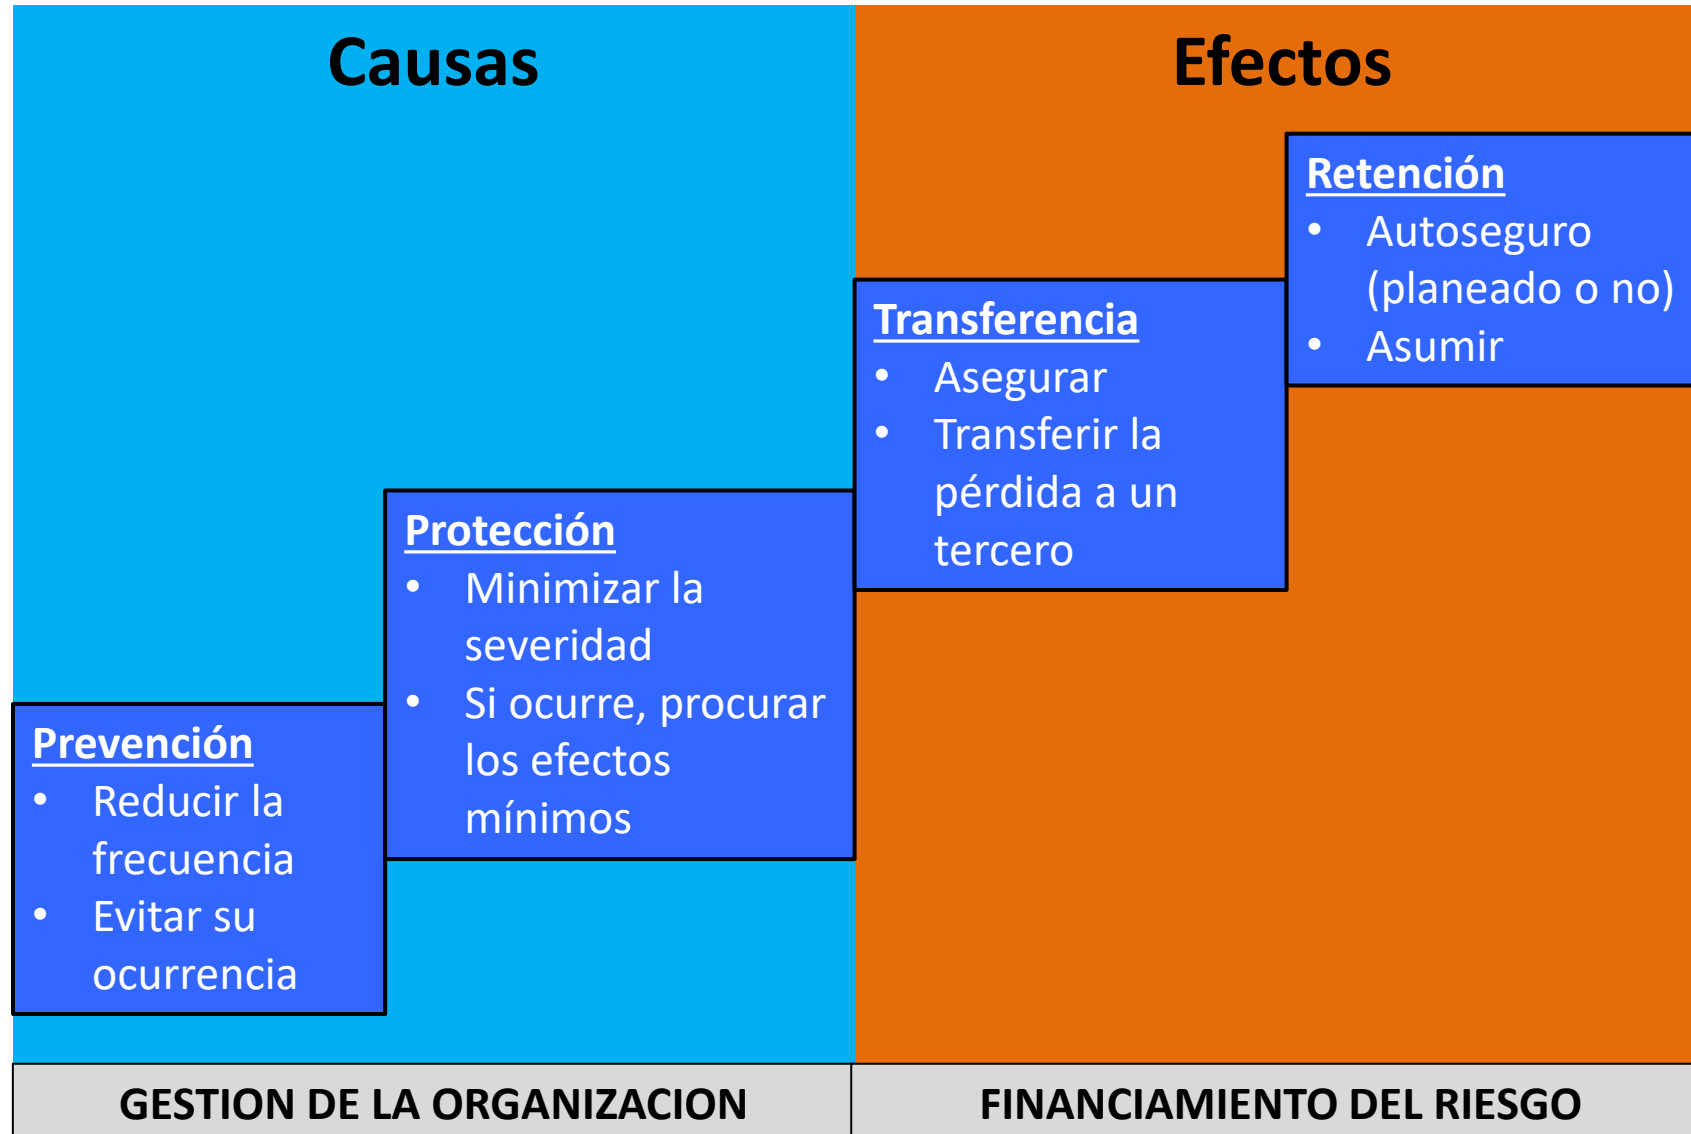 Causas
Efectos
Retención
• Autoseguro
(planeado o no)
• Asumir
Transferencia
• Asegurar
• Transferir la
pérdida a un
tercero
Protección
• Minimizar la
severidad
• Si ocurre, procurar
los efectos
mínimos
Prevención
• Reducir la
frecuencia
• Evitar su
ocurrencia
GESTION DE LA ORGANIZACION
FINANCIAMIENTO DEL RIESGO